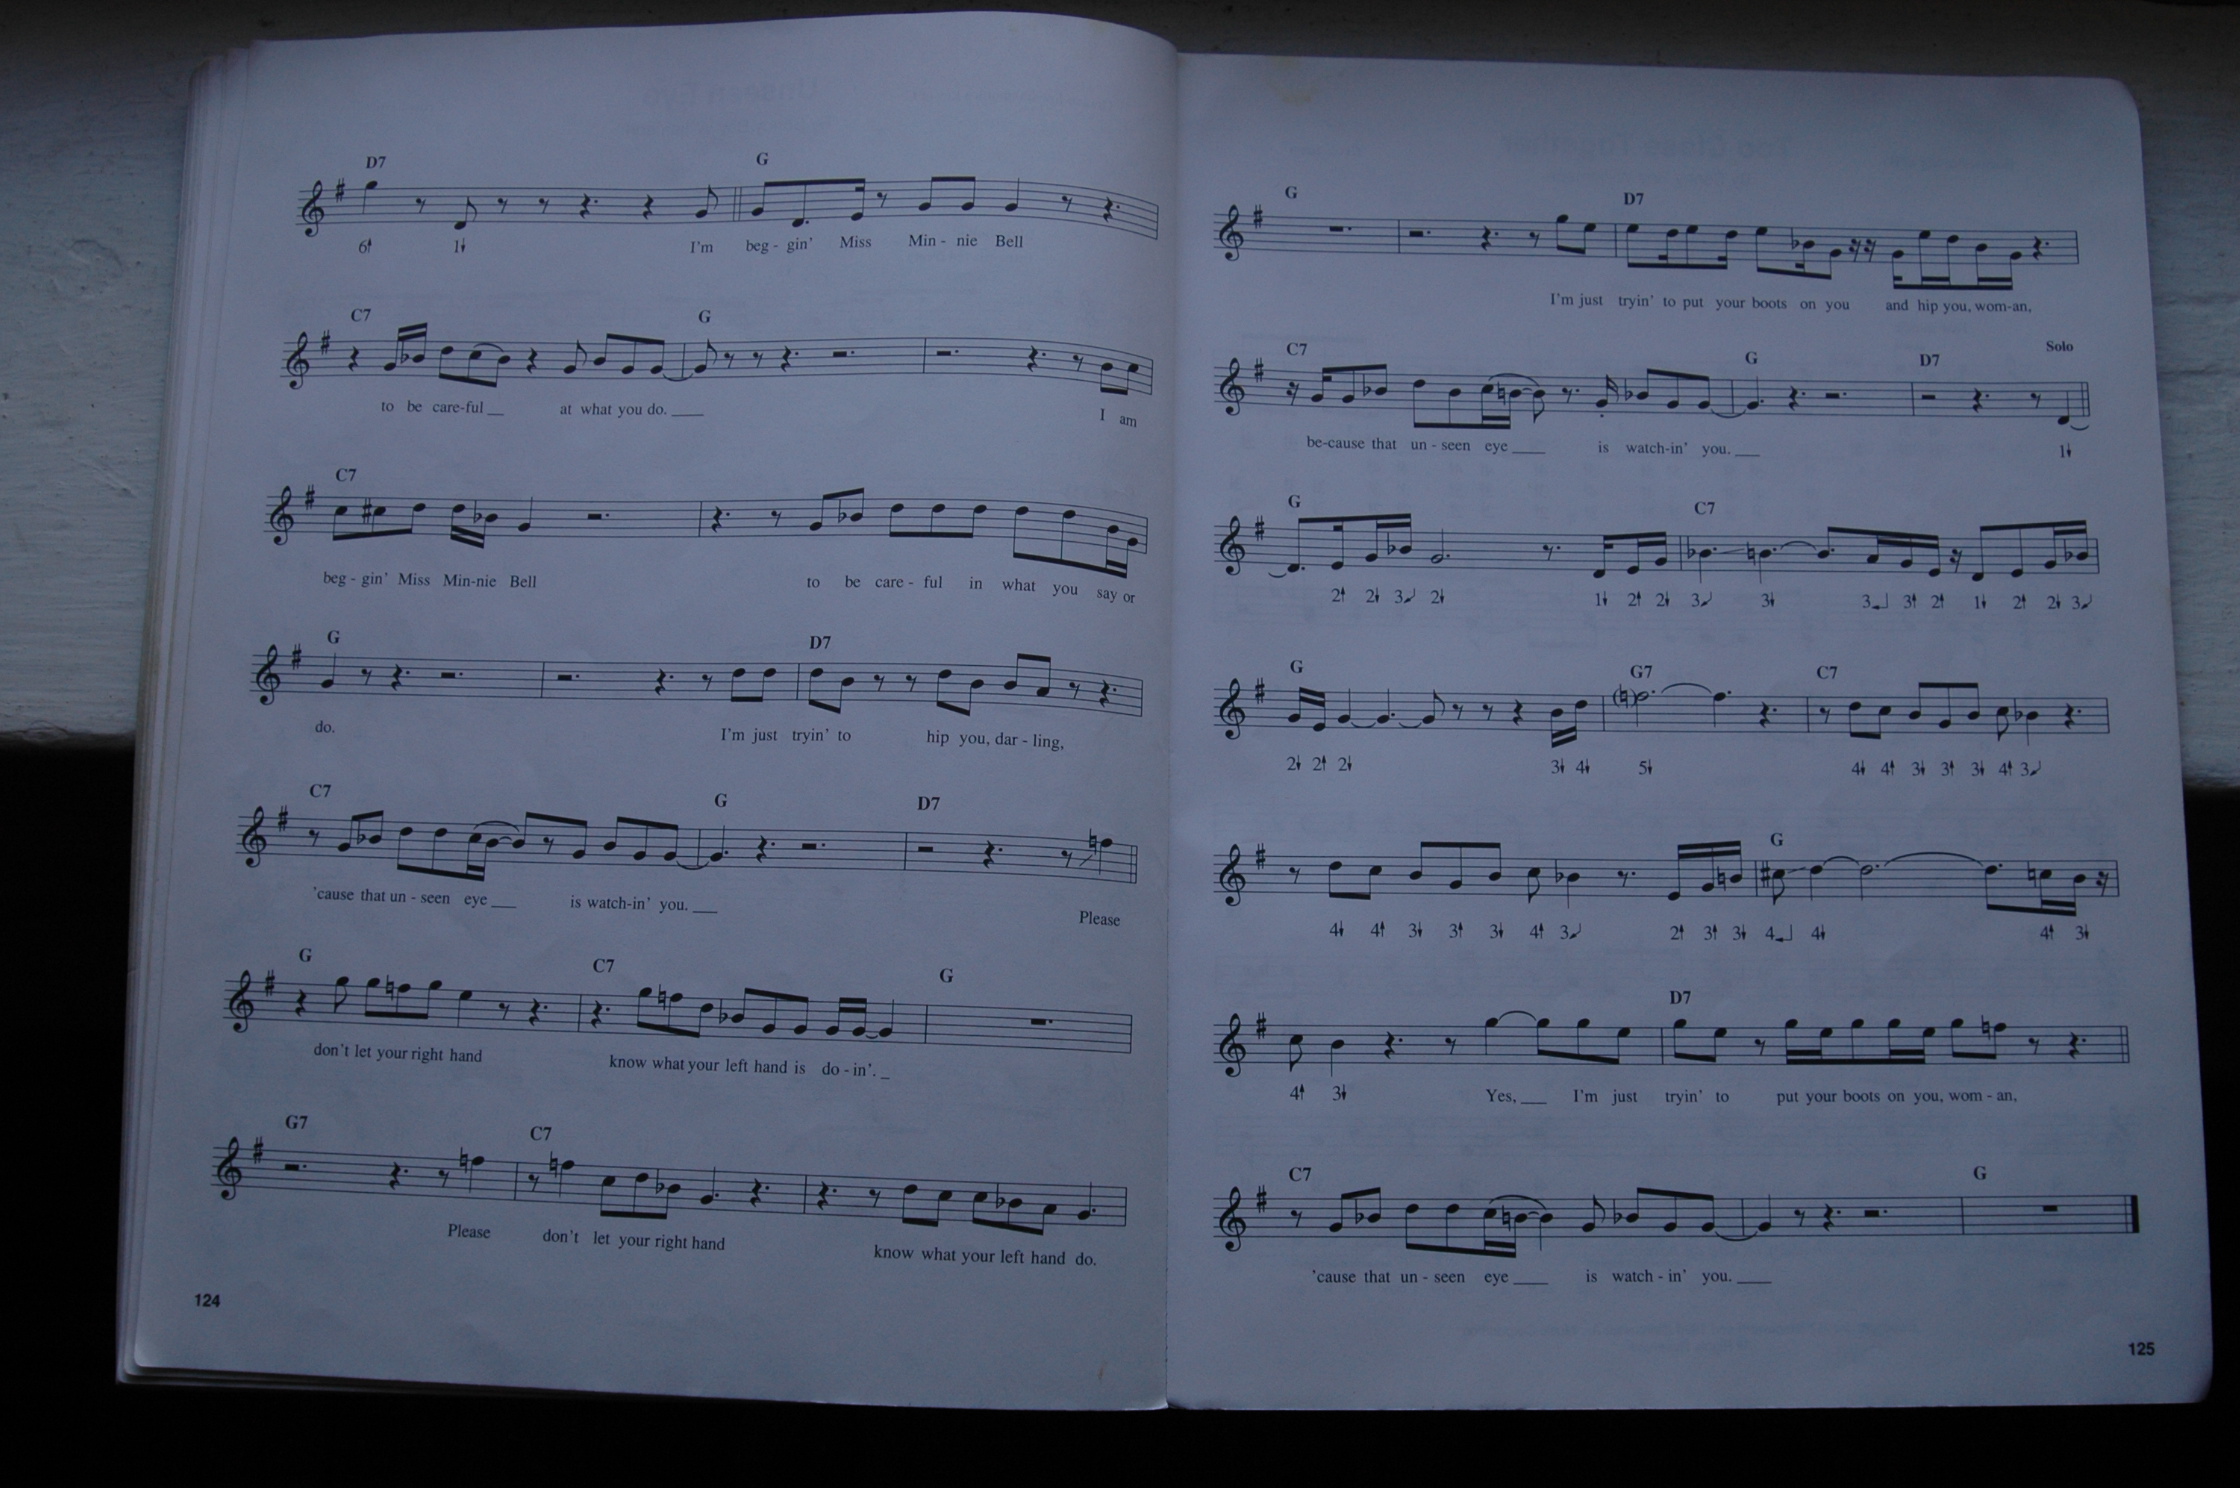 D7 G
6↑ 1↓ I'm beg - gin' Miss Min - nie Bell
C7 G
to be care-ful __ at what you do. ___ I am
C7
beg - gin' Miss Min-nie Bell to be care - ful in what you say or
G D7
do. I'm just tryin' to hip you, dar - ling,
C7 G D7
'cause that un - seen eye ___ is watch-in' you. ___ Please
G C7 G
don't let your right hand know what your left hand is do - in'. _
G7 C7
Please don't let your right hand know what your left hand do.
124
G D7
I'm just tryin' to put your boots on you and hip you, wom-an,
C7 G D7 Solo
be-cause that un - seen eye ____ is watch-in' you. ___ 1↓
G C7
2↑ 2↓ 3⤶ 2↓ 1↓ 2↑ 2↓ 3⤶ 3↓ 3↵ 3↑ 2↑ 1↓ 2↑ 2↓ 3⤶
G G7 C7
2↓ 2↑ 2↓ 3↓ 4↓ 5↓ 4↓ 4↑ 3↓ 3↑ 3↓ 4↑ 3⤶
G
4↓ 4↑ 3↓ 3↑ 3↓ 4↑ 3⤶ 2↑ 3↑ 3↓ 4↵ 4↓ 4↑ 3↓
D7
4↑ 3↓ Yes, ___ I'm just tryin' to put your boots on you, wom - an,
C7 G
'cause that un - seen eye ____ is watch - in' you. ____
125